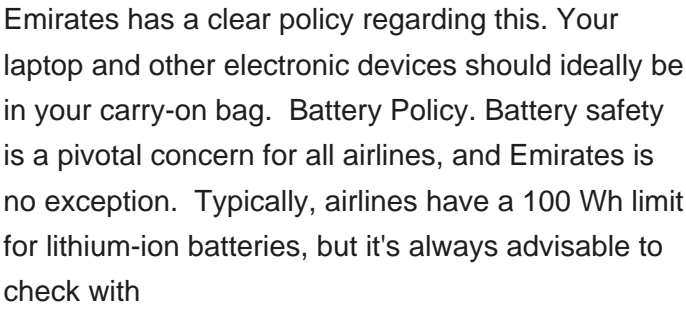 Emirates has a clear policy regarding this. Your
laptop and other electronic devices should ideally be
in your carry-on bag.  Battery Policy. Battery safety
is a pivotal concern for all airlines, and Emirates is
no exception.  Typically, airlines have a 100 Wh limit
for lithium-ion batteries, but it's always advisable to
check with